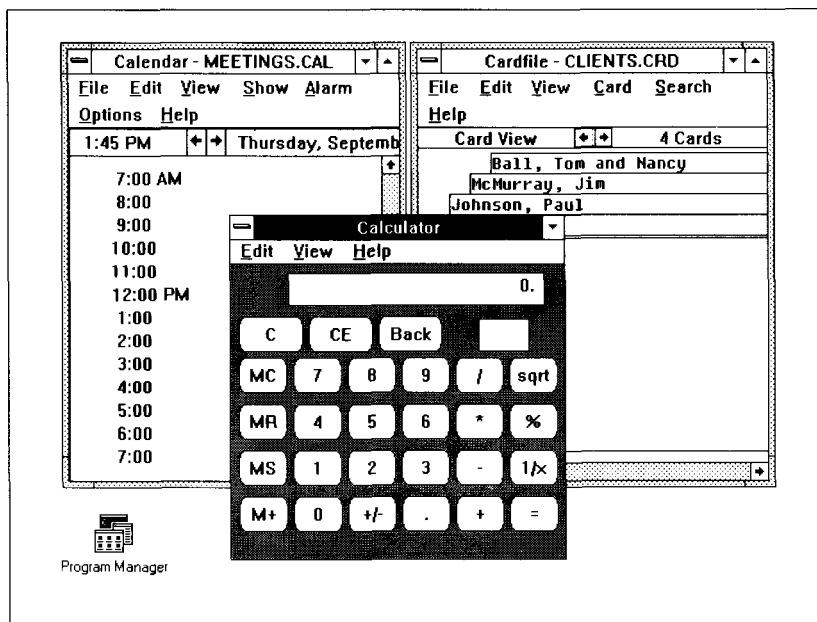 Calendar - MEETINGS.CAL
File Edit View Show Alarm
Options Help
1:45 PM Thursday, Septemb
7:00 AM
8:00
9:00
10:00
11:00
12:00 PM
1:00
2:00
3:00
4:00
5:00
6:00
7:00
Cardfile - CLIENTS.CRD
File Edit View Card Search
Help
Card View 4 Cards
Ball, Tom and Nancy
McMurray, Jim
Johnson, Paul
Calculator
Edit View Help
0.
C CE Back
MC 7 8 9 / sqrt
MR 4 5 6 * %
MS 1 2 3 - 1/x
M+ 0 +/- . + =
Program Manager